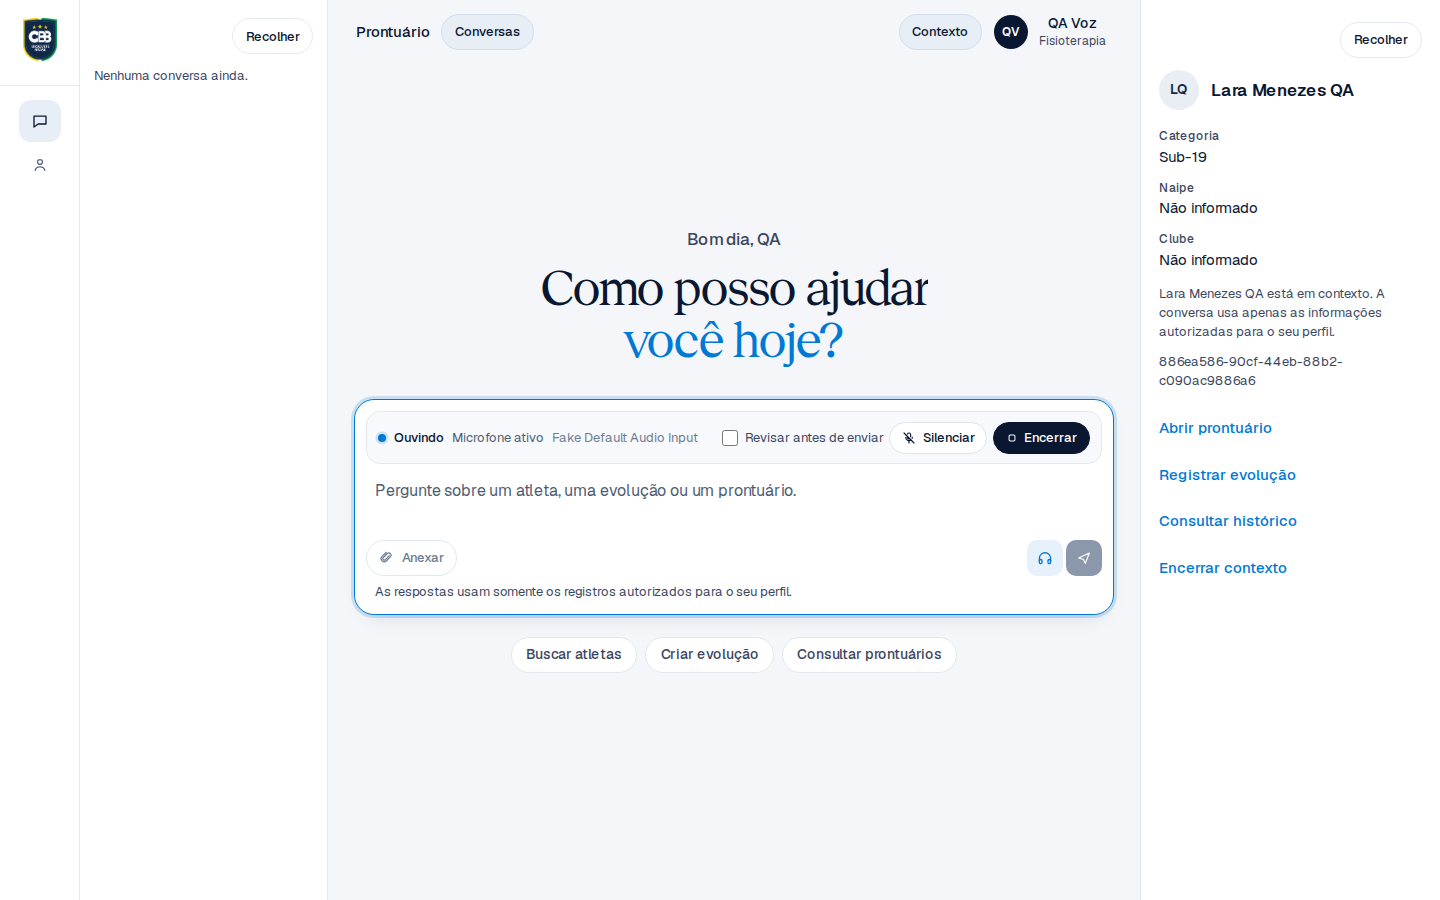 CBB
Recolher
Nenhuma conversa ainda.
Prontuário
Conversas
Contexto
QV
QA Voz
Fisioterapia
Bom dia, QA
Como posso ajudar
você hoje?
Ouvindo Microfone ativo Fake Default Audio Input Revisar antes de enviar Silenciar Encerrar
Pergunte sobre um atleta, uma evolução ou um prontuário.
Anexar
As respostas usam somente os registros autorizados para o seu perfil.
Buscar atletas Criar evolução Consultar prontuários
Recolher
LQ Lara Menezes QA
Categoria
Sub-19
Naipe
Não informado
Clube
Não informado
Lara Menezes QA está em contexto. A
conversa usa apenas as informações
autorizadas para o seu perfil.
886ea586-90cf-44eb-88b2-
c090ac9886a6
Abrir prontuário
Registrar evolução
Consultar histórico
Encerrar contexto